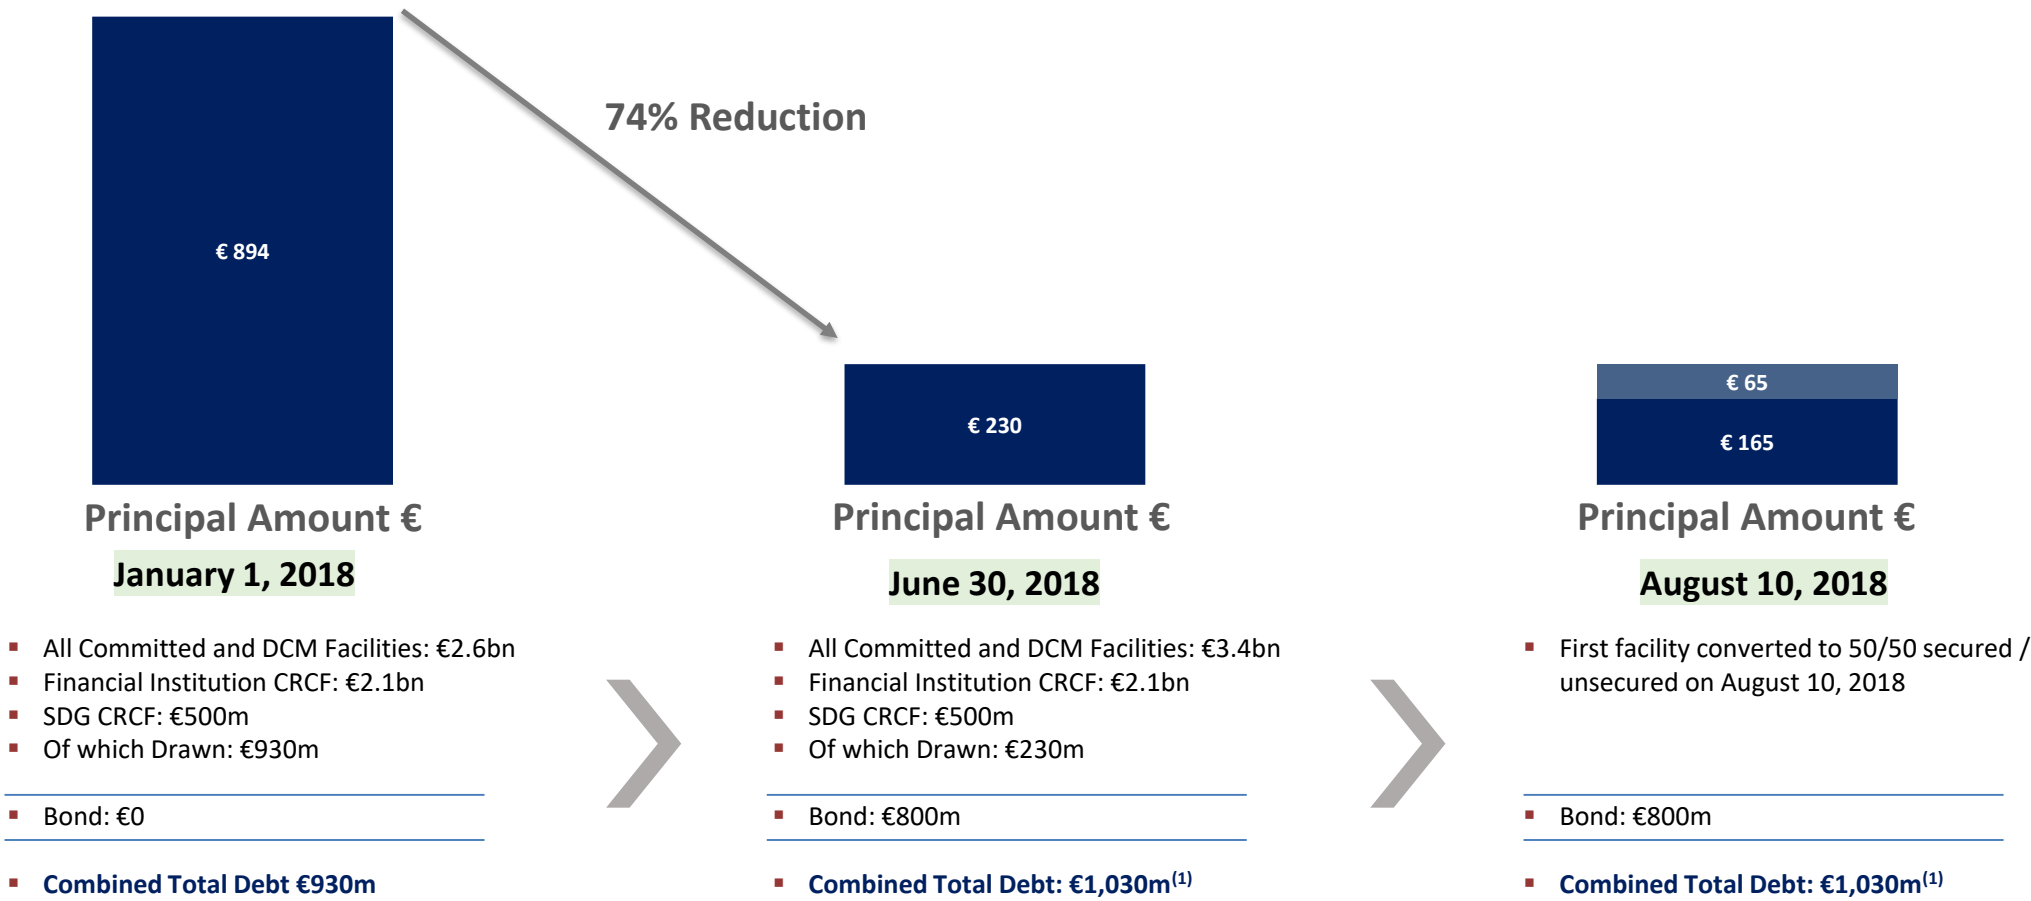 74% Reduction
€ 894
€ 230
€ 65
€ 165
Principal Amount €
January 1, 2018
▪ All Committed and DCM Facilities: €2.6bn
▪ Financial Institution CRCF: €2.1bn
▪ SDG CRCF: €500m
▪ Of which Drawn: €930m
▪ Bond: €0
▪ Combined Total Debt €930m
Principal Amount €
June 30, 2018
▪ All Committed and DCM Facilities: €3.4bn
▪ Financial Institution CRCF: €2.1bn
▪ SDG CRCF: €500m
▪ Of which Drawn: €230m
▪ Bond: €800m
▪ Combined Total Debt: €1,030m(1)
Principal Amount €
August 10, 2018
▪ First facility converted to 50/50 secured /
unsecured on August 10, 2018
▪ Bond: €800m
▪ Combined Total Debt: €1,030m(1)